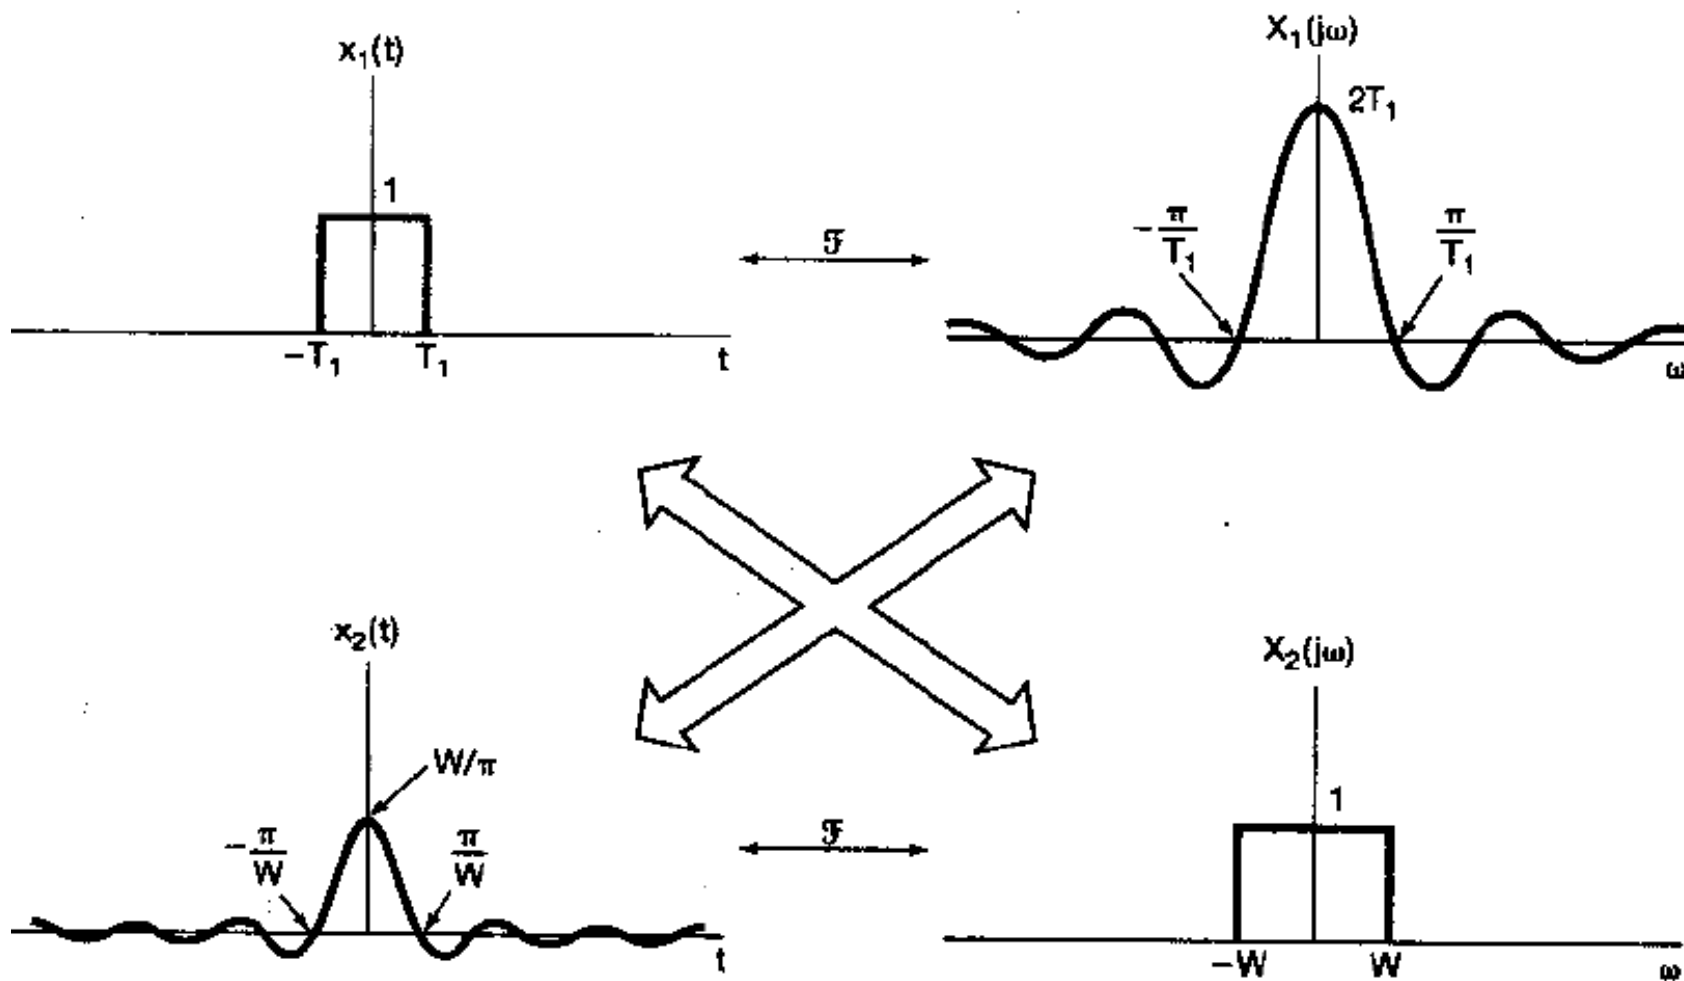 x₁(t)
1
-T₁ T₁ t
ℱ
X₁(jω)
2T₁
-π/T₁ π/T₁
ω
x₂(t)
W/π
-π/W π/W
t
ℱ
X₂(jω)
1
-W W ω